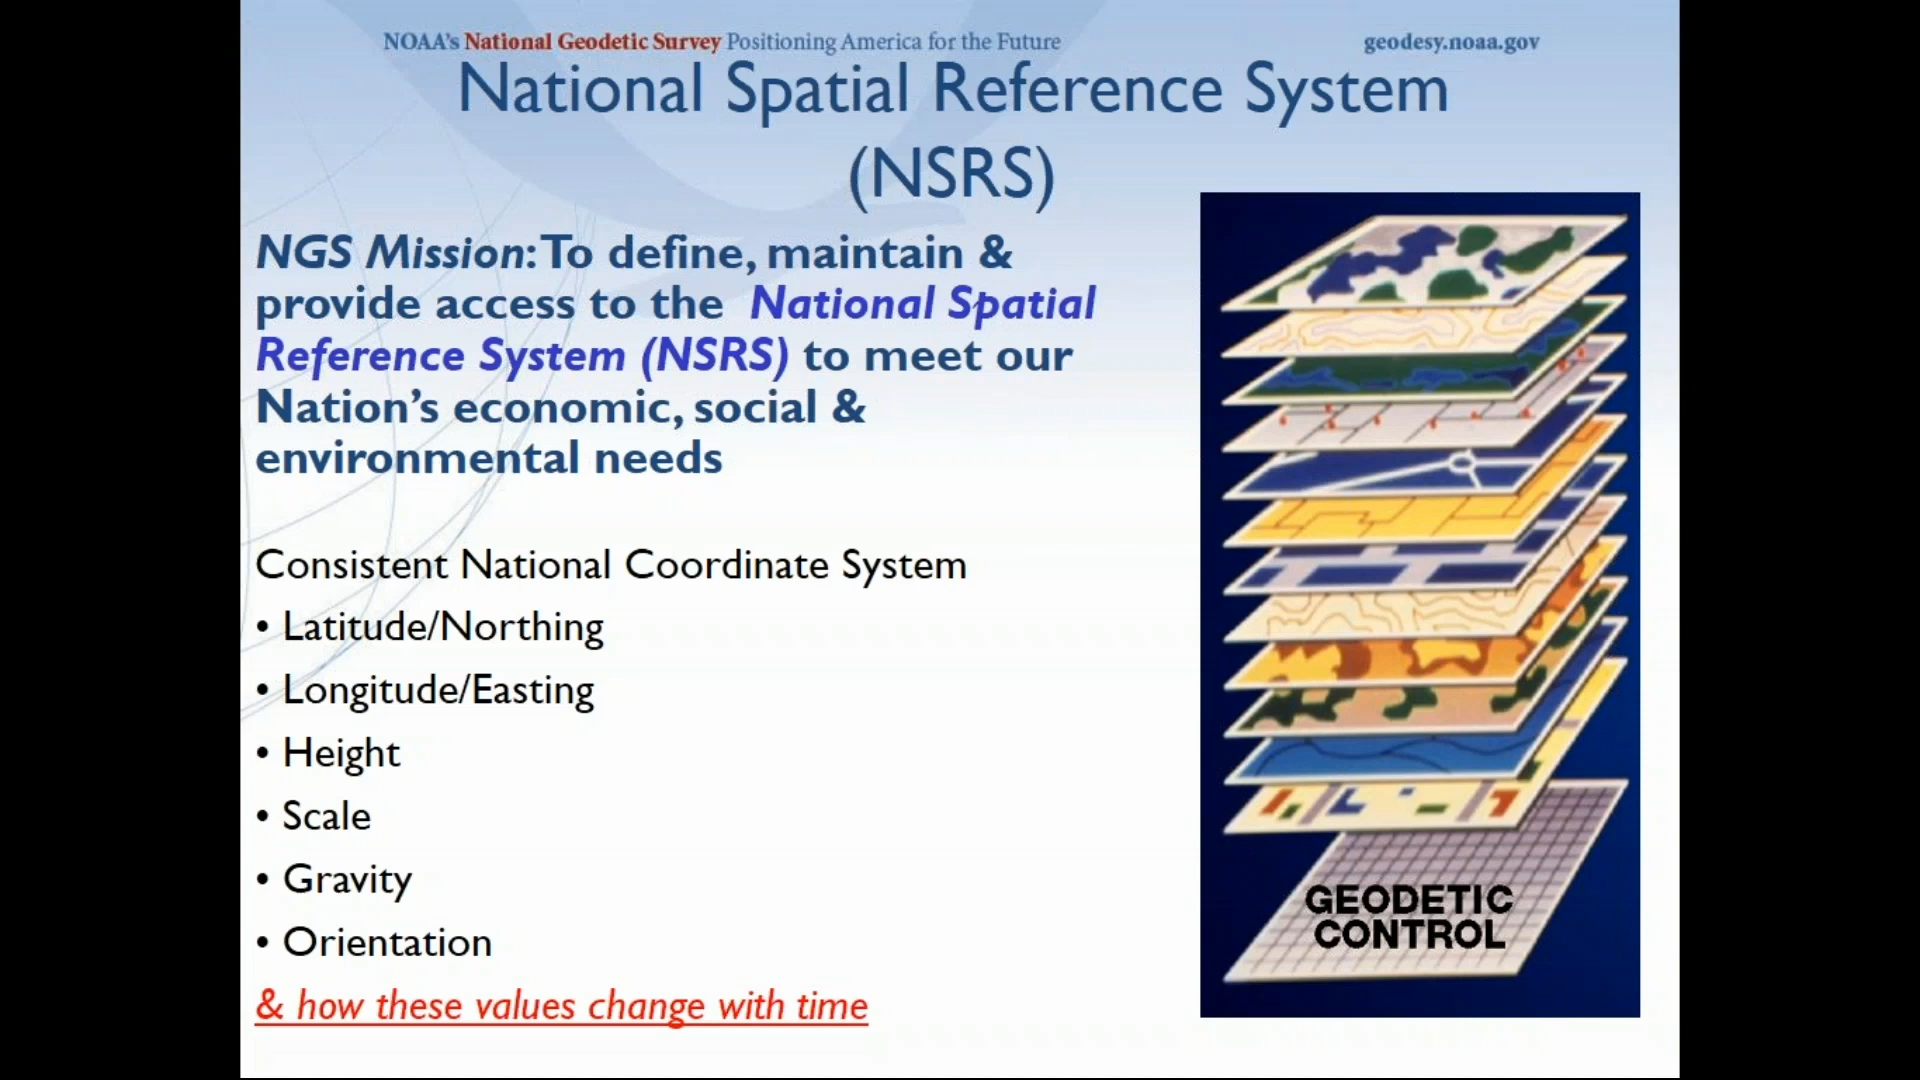 NOAA's National Geodetic Survey Positioning America for the Future geodesy.noaa.gov
National Spatial Reference System
(NSRS)
NGS Mission: To define, maintain &
provide access to the National Spatial
Reference System (NSRS) to meet our
Nation's economic, social &
environmental needs
Consistent National Coordinate System
• Latitude/Northing
• Longitude/Easting
• Height
• Scale
• Gravity
• Orientation
& how these values change with time
GEODETIC
CONTROL